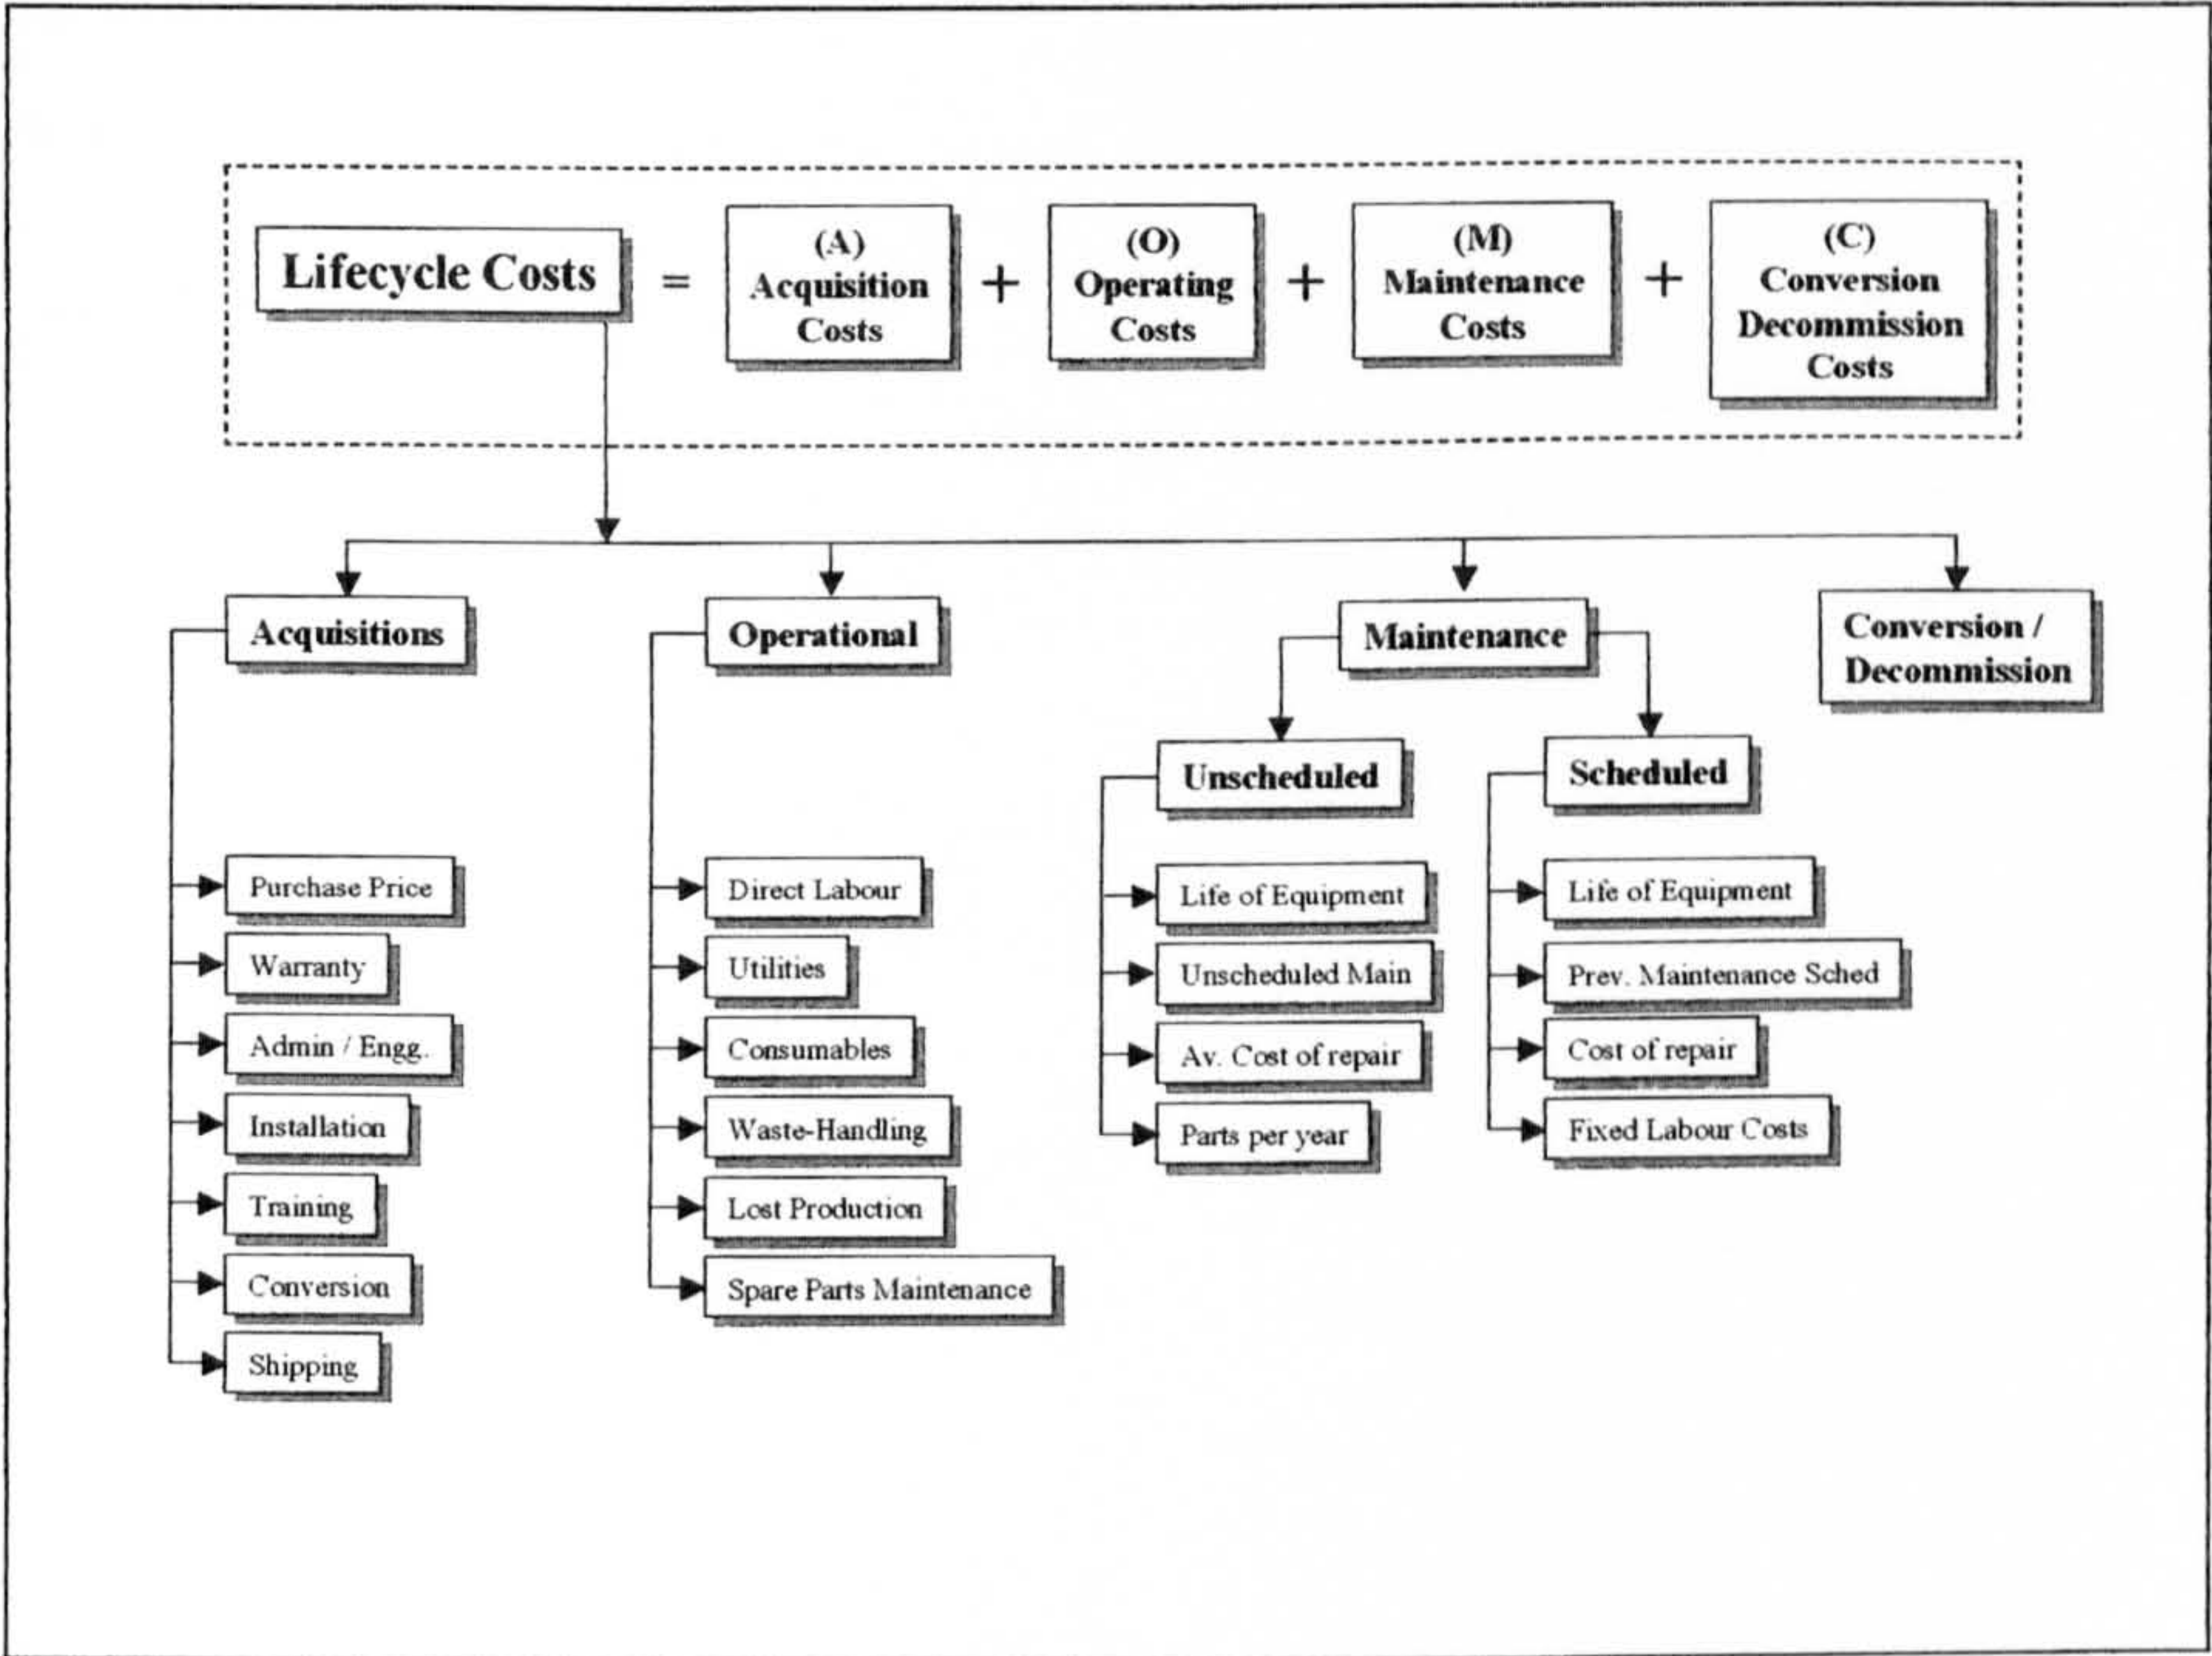 Lifecycle Costs = (A) Acquisition Costs + (O) Operating Costs + (M) Maintenance Costs + (C) Conversion Decommission Costs
Acquisitions
Purchase Price
Warranty
Admin / Engg.
Installation
Training
Conversion
Shipping
Operational
Direct Labour
Utilities
Consumables
Waste-Handling
Lost Production
Spare Parts Maintenance
Maintenance
Unscheduled
Life of Equipment
Unscheduled Main
Av. Cost of repair
Parts per year
Scheduled
Life of Equipment
Prev. Maintenance Sched
Cost of repair
Fixed Labour Costs
Conversion /
Decommission